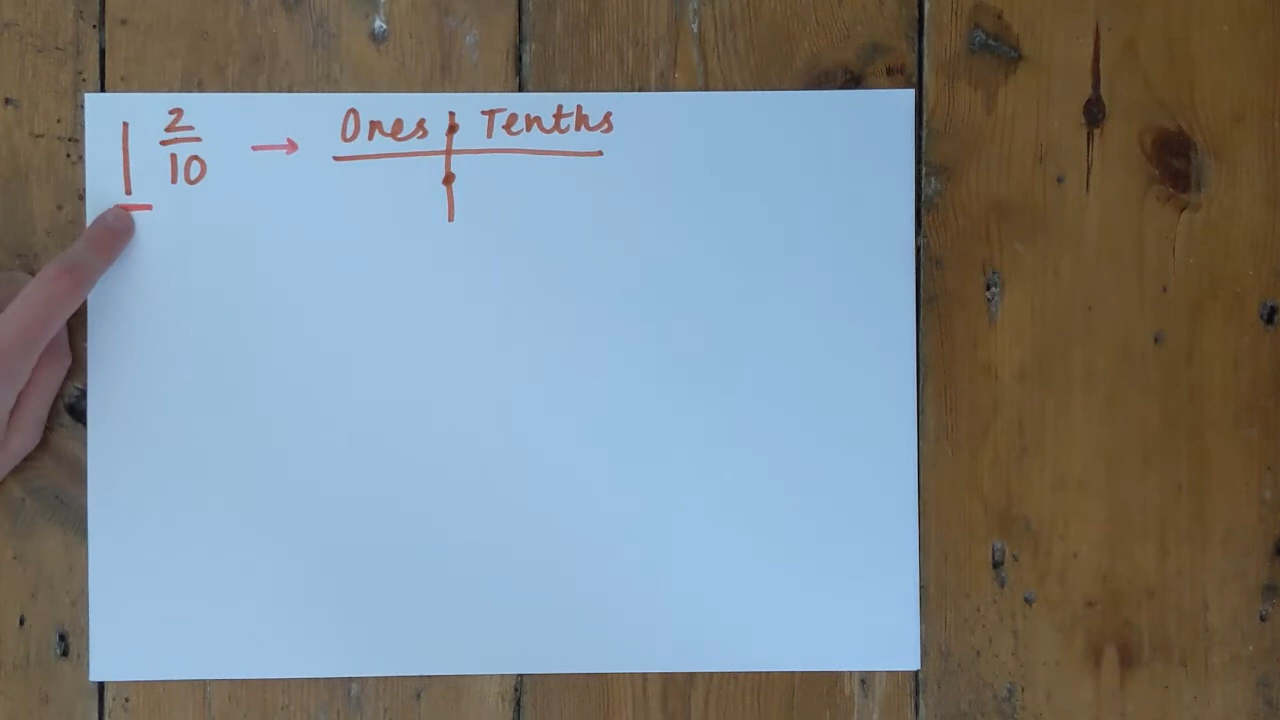 1 2/10 → Ones . Tenths
.